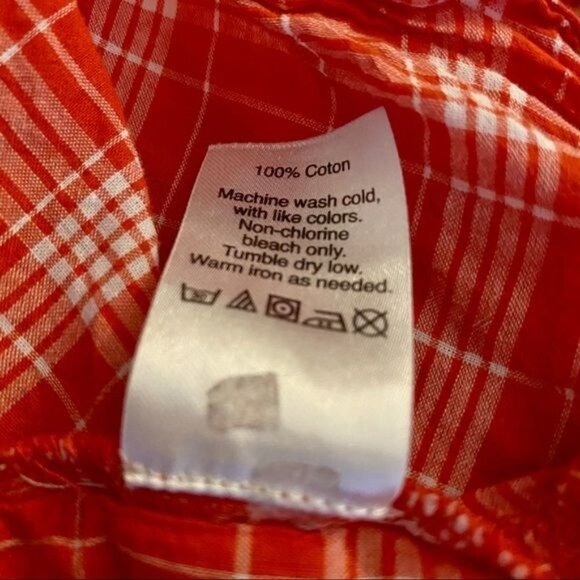 100% Coton
Machine wash cold,
with like colors.
Non-chlorine
bleach only.
Tumble dry low.
Warm iron as needed.